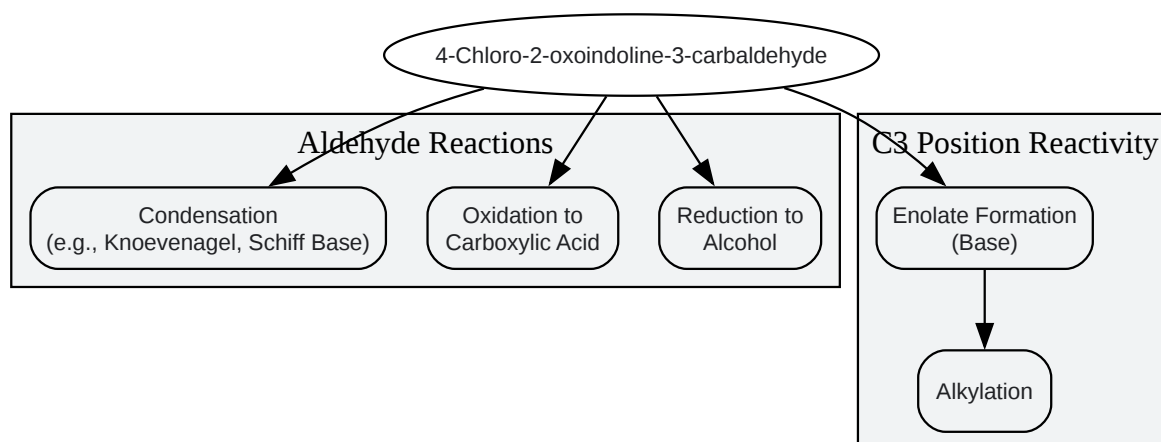 4-Chloro-2-oxoindoline-3-carbaldehyde
Aldehyde Reactions
C3 Position Reactivity
Condensation
(e.g., Knoevenagel, Schiff Base)
Oxidation to
Carboxylic Acid
Reduction to
Alcohol
Enolate Formation
(Base)
Alkylation